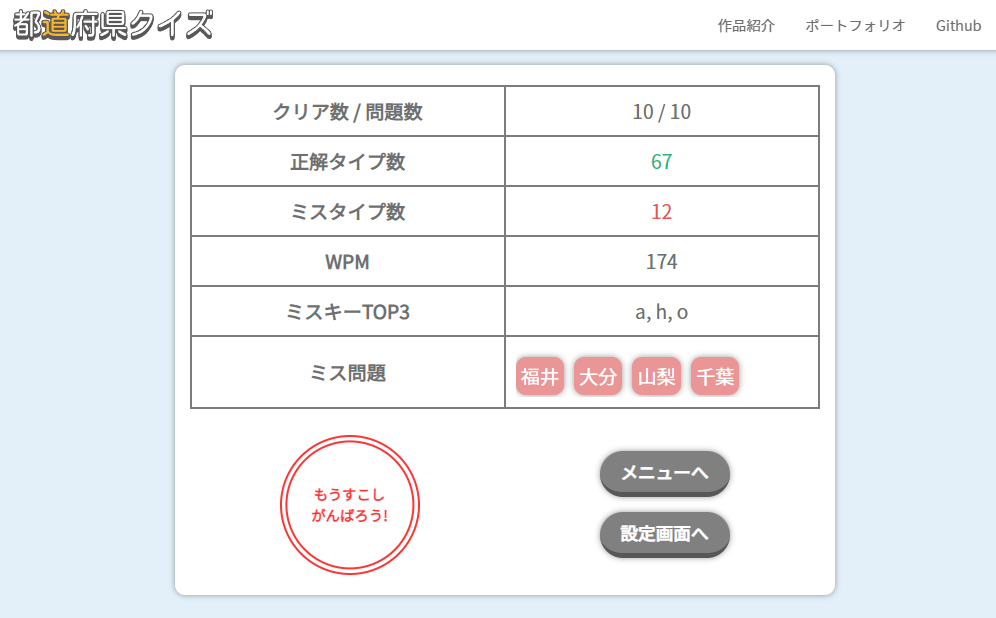 都道府県クイズ
作品紹介 ポートフォリオ Github
クリア数 / 問題数 10 / 10
正解タイプ数 67
ミスタイプ数 12
WPM 174
ミスキーTOP3 a, h, o
ミス問題 福井 大分 山梨 千葉
もうすこし
がんばろう!
メニューへ
設定画面へ